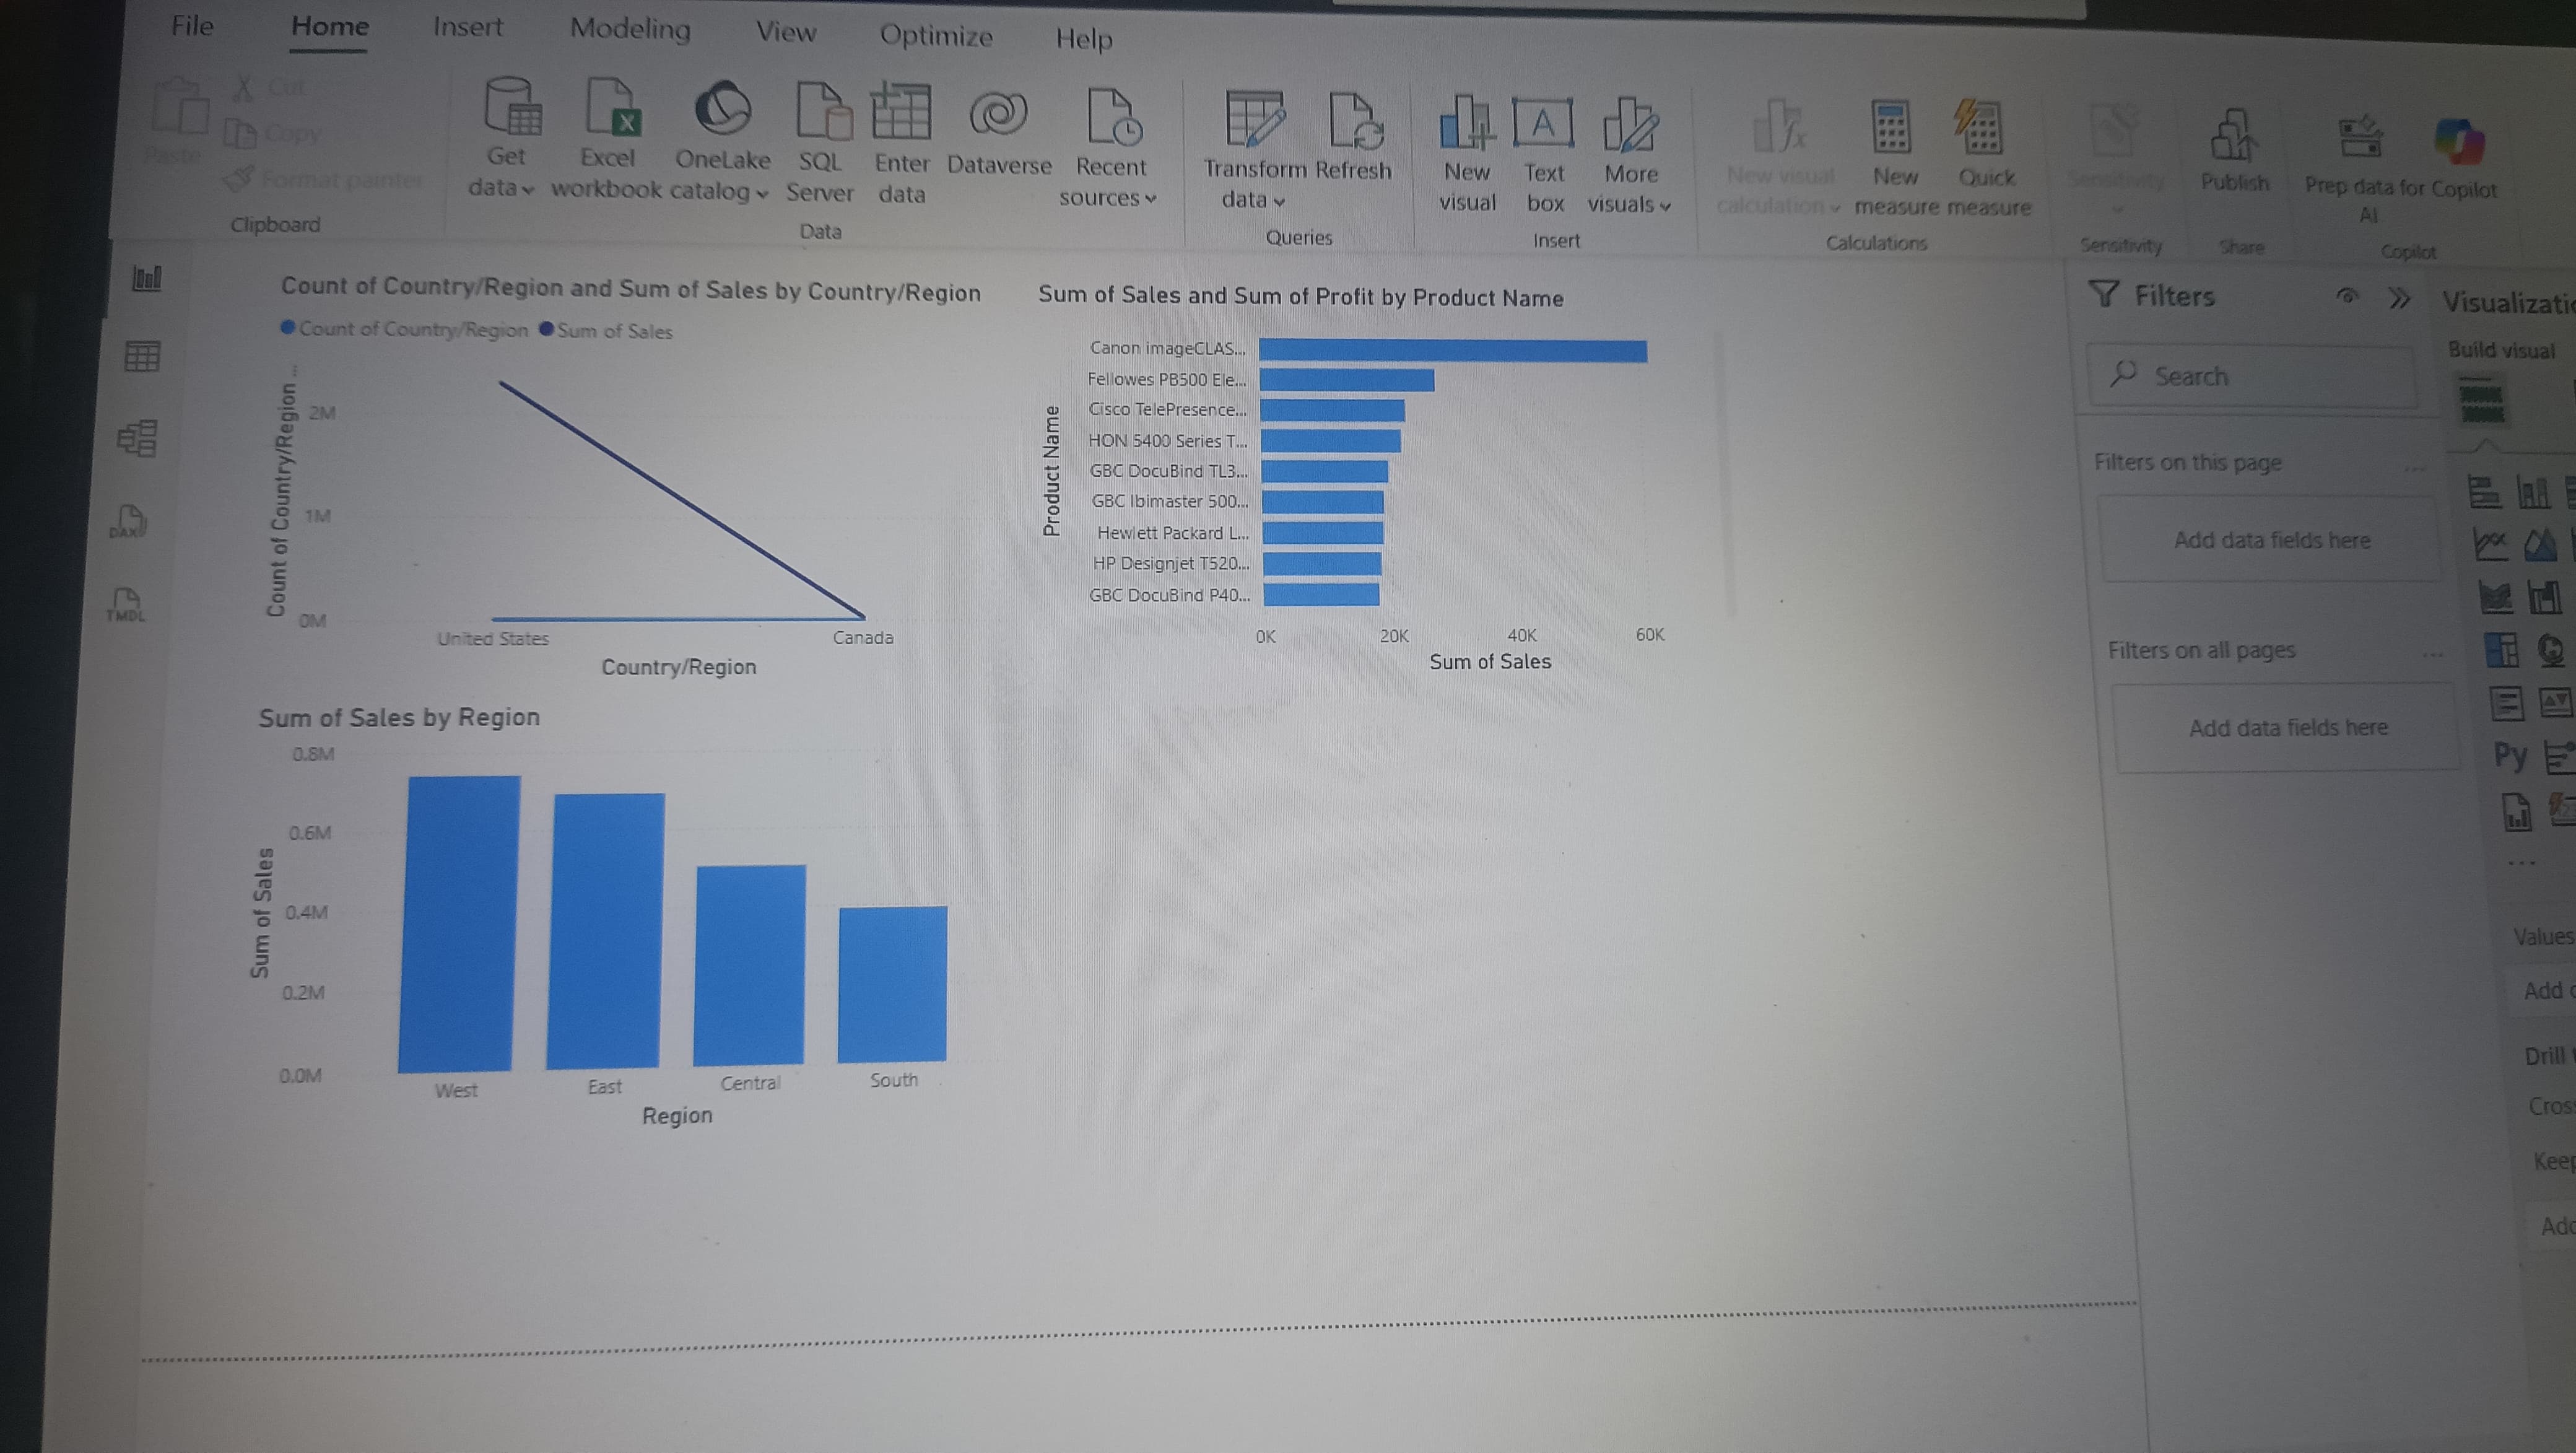 File Home Insert Modeling View Optimize Help
Paste
Cut
Copy
Format painter
Clipboard
Get data
Excel workbook
OneLake catalog
SQL Server
Enter data
Dataverse
Recent sources
Data
Transform data
Refresh
Queries
New visual
Text box
More visuals
Insert
New visual calculation
New measure
Quick measure
Calculations
Sensitivity
Sensitivity
Publish
Share
Prep data for AI
Copilot
Copilot
DAX
TMDL
Count of Country/Region and Sum of Sales by Country/Region
Count of Country/Region Sum of Sales
Count of Country/Region ...
2M
1M
0M
United States Canada
Country/Region
Sum of Sales and Sum of Profit by Product Name
Product Name
Canon imageCLAS...
Fellowes PB500 Ele...
Cisco TelePresence...
HON 5400 Series T...
GBC DocuBind TL3...
GBC Ibimaster 500...
Hewlett Packard L...
HP Designjet T520...
GBC DocuBind P40...
0K 20K 40K 60K
Sum of Sales
Sum of Sales by Region
Sum of Sales
0.8M
0.6M
0.4M
0.2M
0.0M
West East Central South
Region
Filters
Search
Filters on this page ...
Add data fields here
Filters on all pages ...
Add data fields here
Build visual
Py
...
Values
Add
Drill